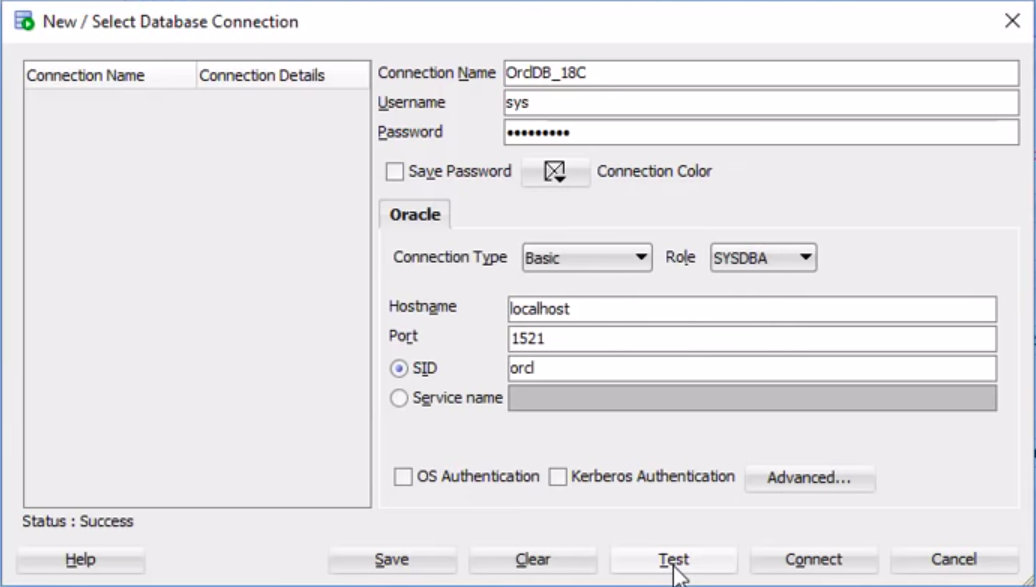 New / Select Database Connection
Connection Name Connection Details
Connection Name OrclDB_18C
Username sys
Password •••••••••
Save Password Connection Color
Oracle
Connection Type Basic Role SYSDBA
Hostname localhost
Port 1521
SID orcl
Service name
OS Authentication Kerberos Authentication Advanced...
Status : Success
Help Save Clear Test Connect Cancel